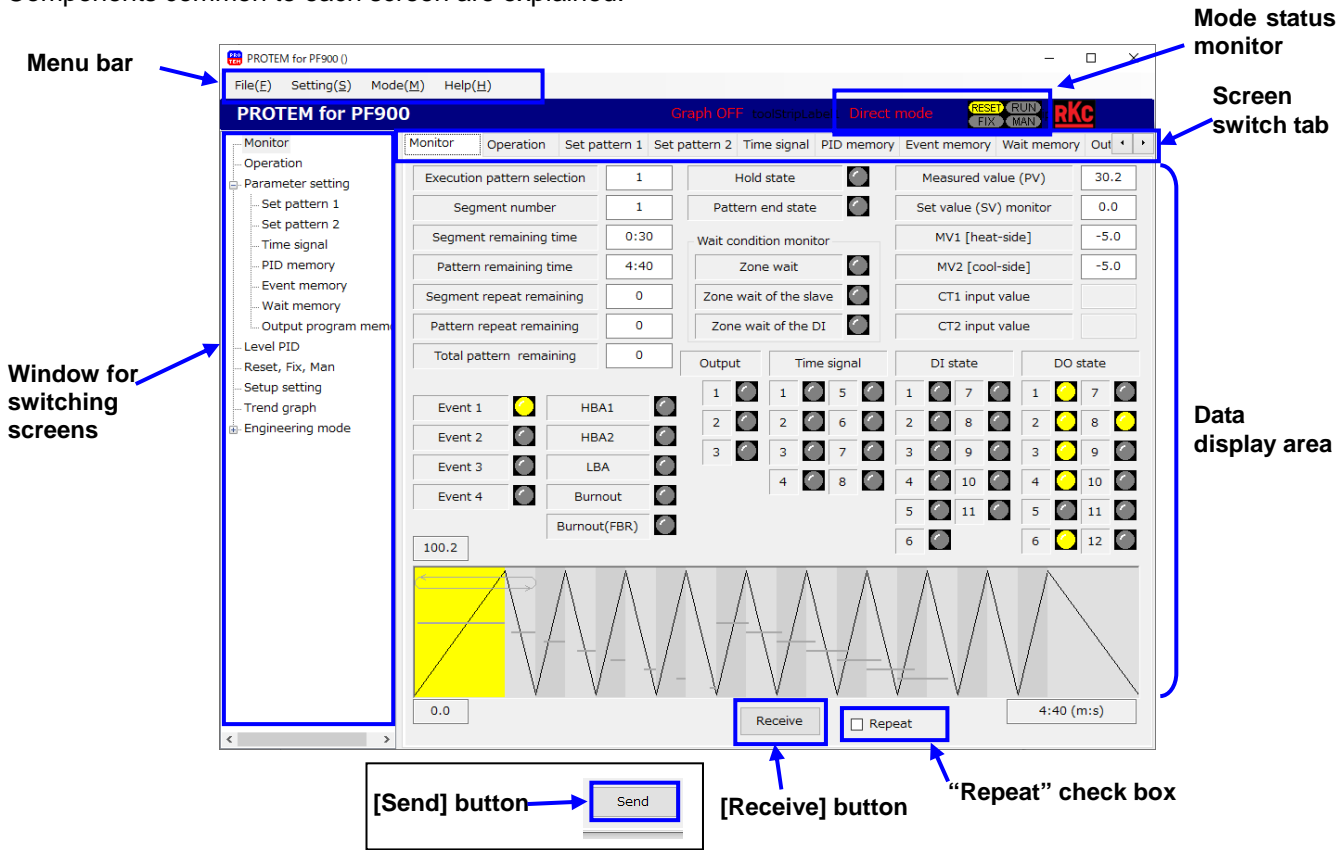 Components common to each screen are explained.
Mode status
monitor
Menu bar
PROTEM for PF900 ()
File(F) Setting(S) Mode(M) Help(H)
Screen
switch tab
PROTEM for PF900 Graph OFF Direct mode RESET RUN FIX MAN RKC
Monitor Operation Set pattern 1 Set pattern 2 Time signal PID memory Event memory Wait memory Out
Monitor
Operation
Parameter setting
Set pattern 1
Set pattern 2
Time signal
PID memory
Event memory
Wait memory
Output program mem
Level PID
Reset, Fix, Man
Setup setting
Trend graph
Engineering mode
Window for
switching
screens
Execution pattern selection 1
Segment number 1
Segment remaining time 0:30
Pattern remaining time 4:40
Segment repeat remaining 0
Pattern repeat remaining 0
Total pattern remaining 0
Hold state
Pattern end state
Wait condition monitor
Zone wait
Zone wait of the slave
Zone wait of the DI
Measured value (PV) 30.2
Set value (SV) monitor 0.0
MV1 [heat-side] -5.0
MV2 [cool-side] -5.0
CT1 input value
CT2 input value
Event 1 HBA1
Event 2 HBA2
Event 3 LBA
Event 4 Burnout
Burnout(FBR)
Output Time signal DI state DO state
1 1 5 1 7 1 7
2 2 6 2 8 2 8
3 3 7 3 9 3 9
4 8 4 10 4 10
5 11 5 11
6 6 12
Data
display area
100.2
0.0 Receive Repeat 4:40 (m:s)
[Send] button Send [Receive] button “Repeat” check box